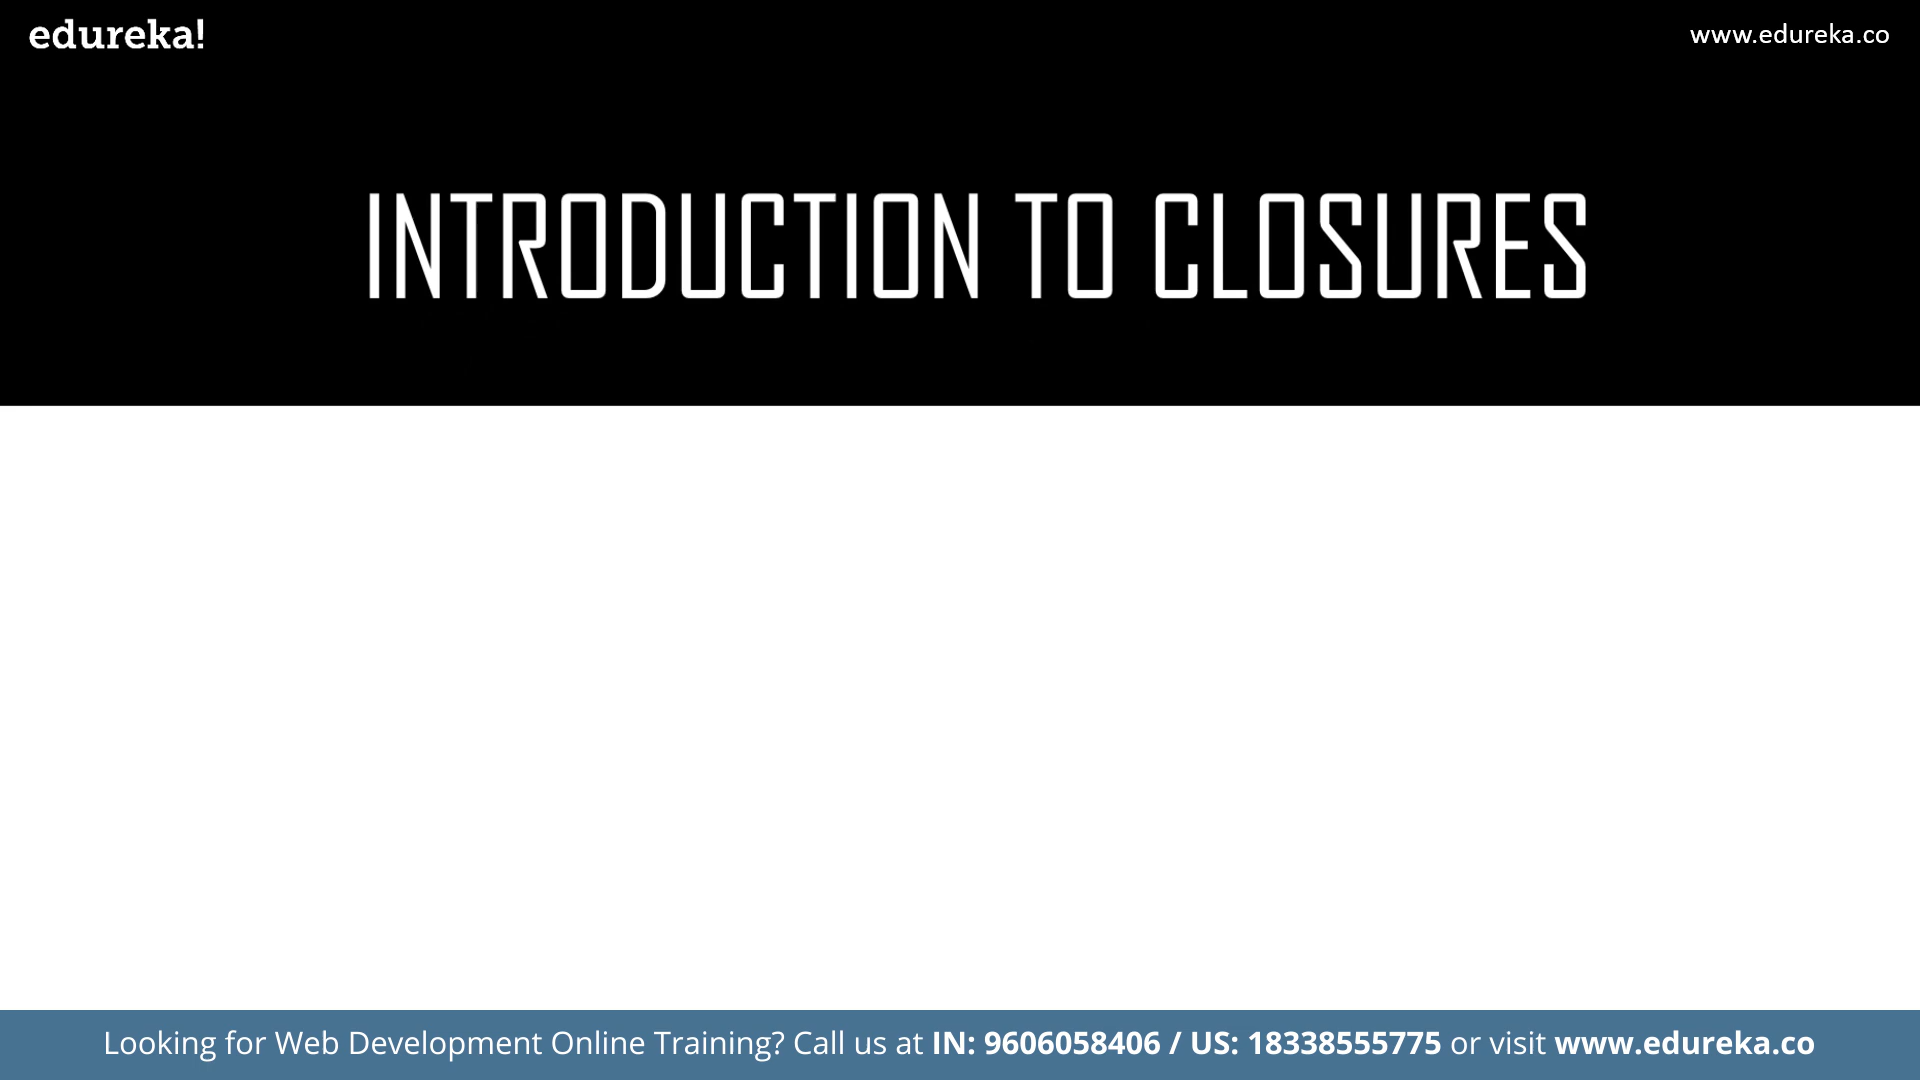 edureka!
www.edureka.co
INTRODUCTION TO CLOSURES
Looking for Web Development Online Training? Call us at IN: 9606058406 / US: 18338555775 or visit www.edureka.co